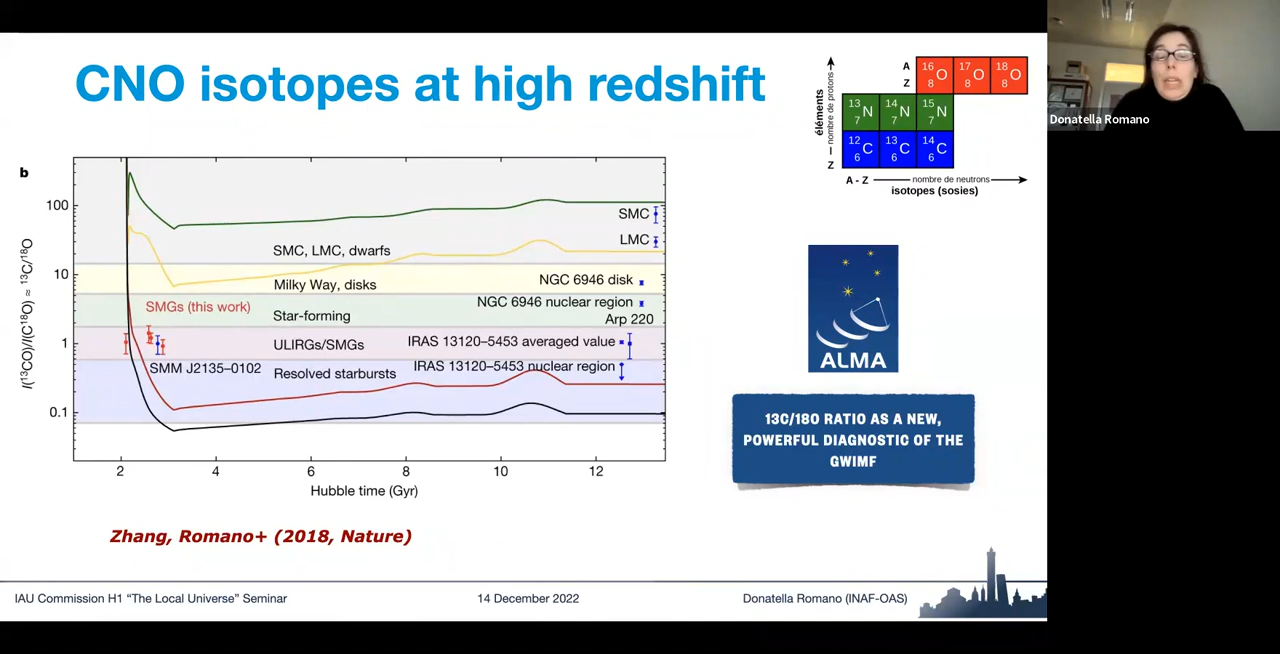 CNO isotopes at high redshift
A
Z
16 8 O 17 8 O 18 8 O
13 7 N 14 7 N 15 7 N
12 6 C 13 6 C 14 6 C
éléments
Z — nombre de protons
A - Z nombre de neutrons
isotopes (sosies)
Donatella Romano
b
I(¹³CO)/I(C¹⁸O) ≈ ¹³C/¹⁸O
100
10
1
0.1
SMC
LMC
SMC, LMC, dwarfs
NGC 6946 disk
Milky Way, disks
NGC 6946 nuclear region
SMGs (this work)
Star-forming
Arp 220
ULIRGs/SMGs
IRAS 13120–5453 averaged value
SMM J2135–0102
Resolved starbursts
IRAS 13120–5453 nuclear region
2 4 6 8 10 12
Hubble time (Gyr)
ALMA
13C/18O RATIO AS A NEW,
POWERFUL DIAGNOSTIC OF THE
GWIMF
Zhang, Romano+ (2018, Nature)
IAU Commission H1 “The Local Universe” Seminar
14 December 2022
Donatella Romano (INAF-OAS)